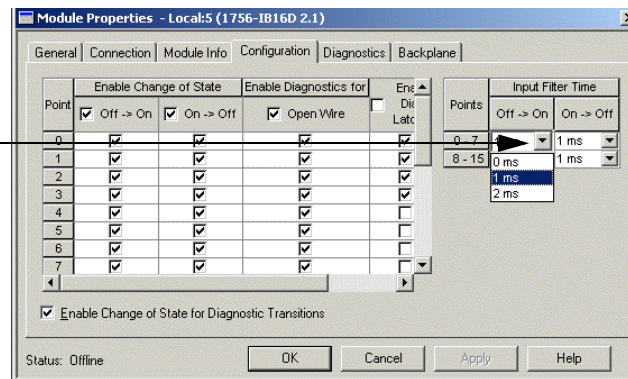 Module Properties - Local:5 (1756-IB16D 2.1)
General Connection Module Info Configuration Diagnostics Backplane
Enable Change of State Enable Diagnostics for Ena
Point Off -> On On -> Off Open Wire Dia Latc
Input Filter Time
Points Off -> On On -> Off
0 0 - 7 1 ms
1 8 - 15 0 ms 1 ms
2 1 ms
3 2 ms
4
5
6
7
Enable Change of State for Diagnostic Transitions
Status: Offline OK Cancel Apply Help